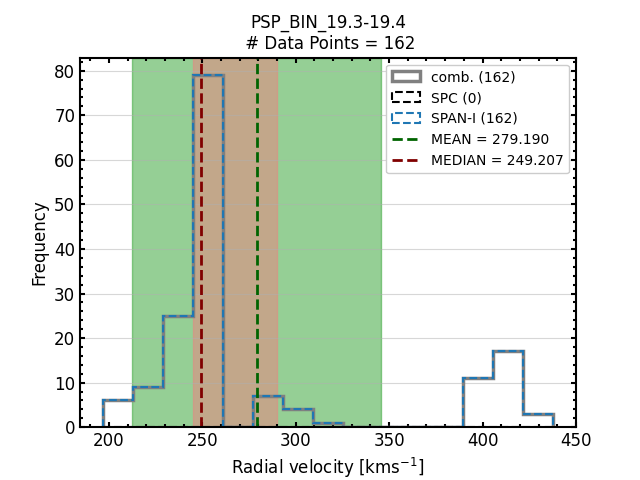 PSP_BIN_19.3-19.4
# Data Points = 162
comb. (162)
SPC (0)
SPAN-I (162)
MEAN = 279.190
MEDIAN = 249.207
Frequency
80
70
60
50
40
30
20
10
0
200 250 300 350 400 450
Radial velocity [kms⁻¹]